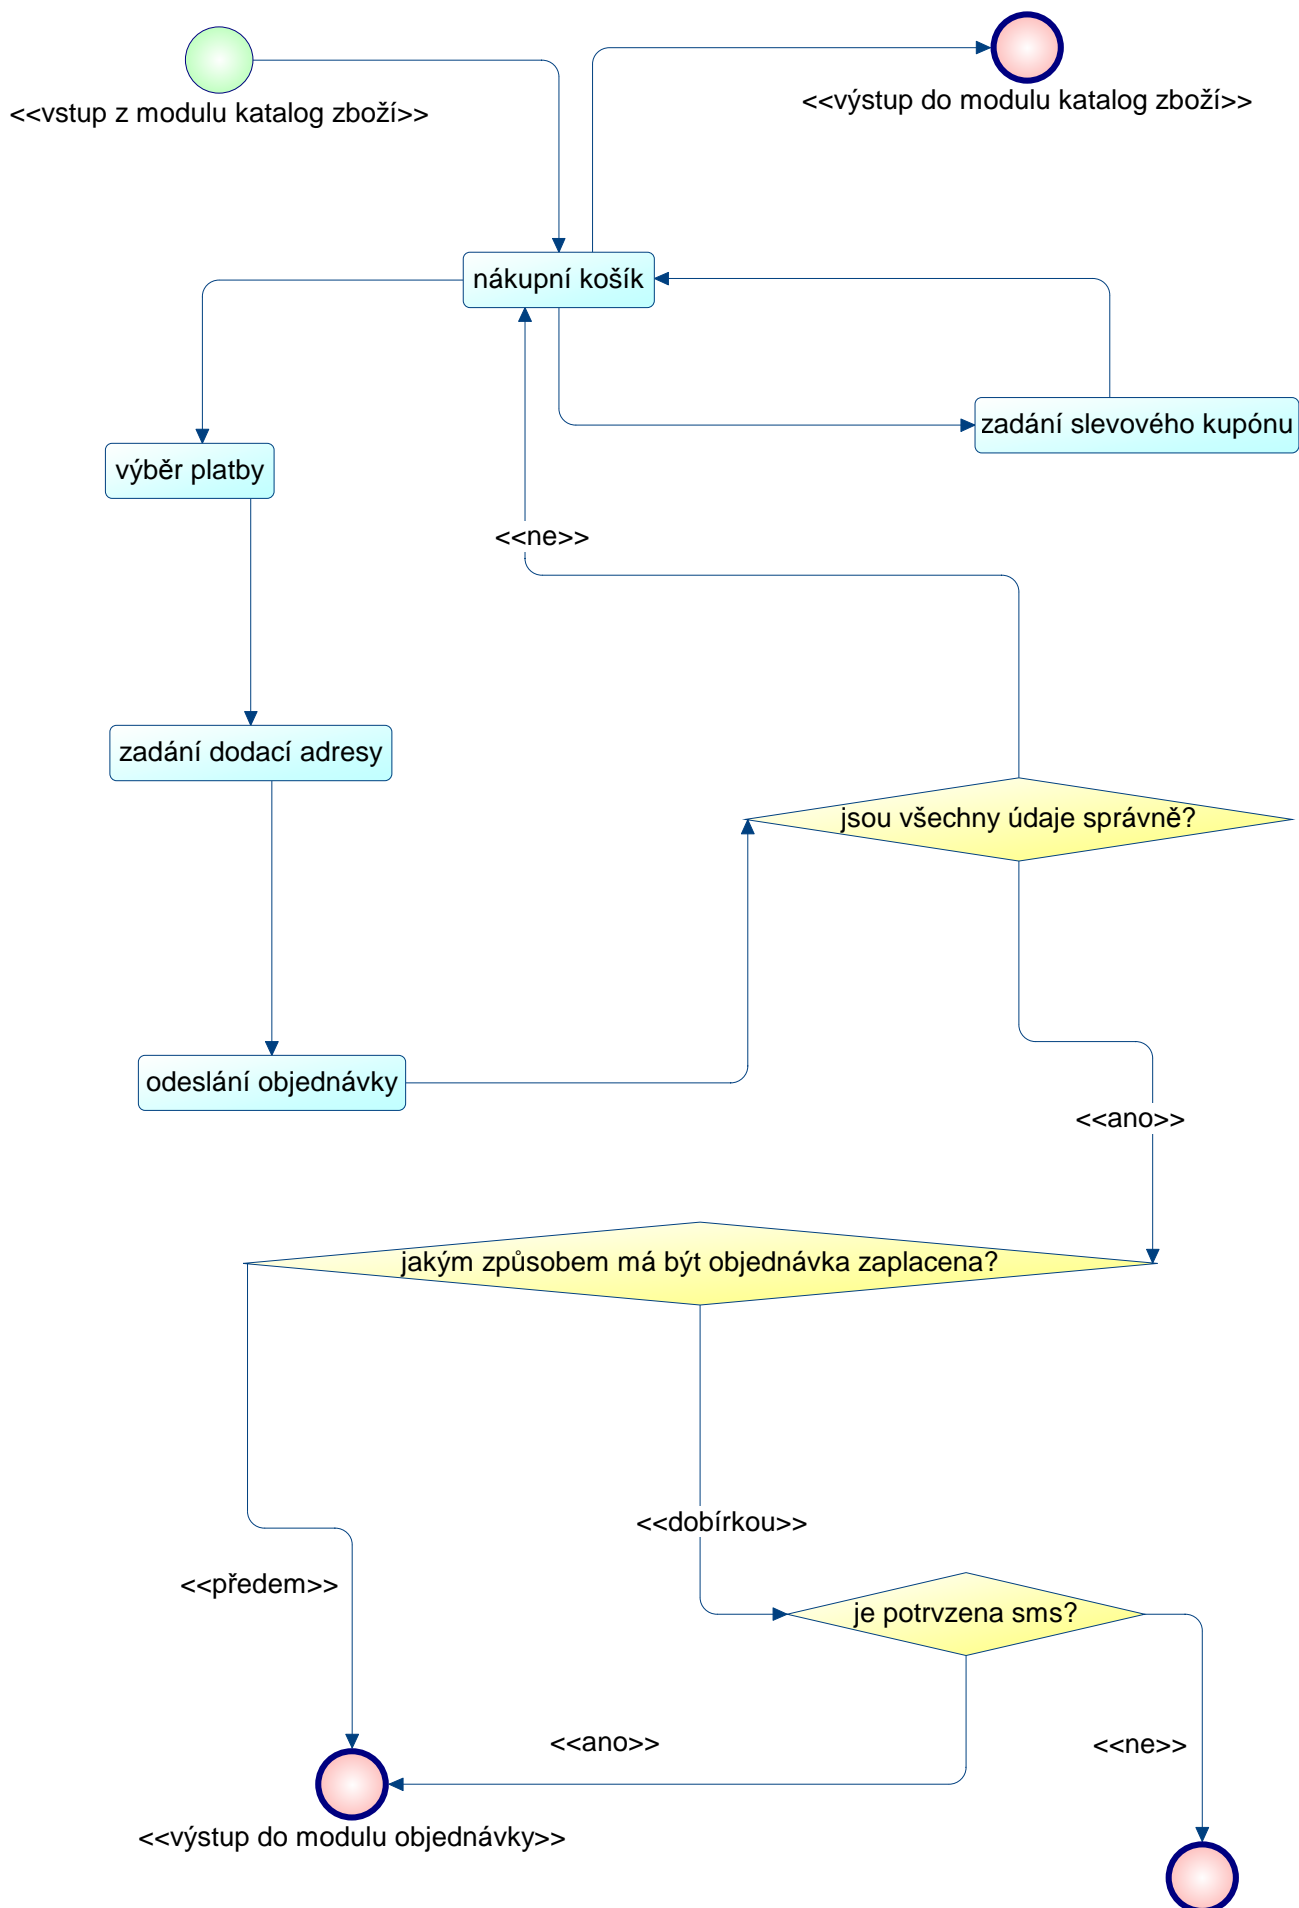 <<vstup z modulu katalog zboží>>
<<výstup do modulu katalog zboží>>
nákupní košík
zadání slevového kupónu
výběr platby
<<ne>>
zadání dodací adresy
jsou všechny údaje správně?
odeslání objednávky
<<ano>>
jakým způsobem má být objednávka zaplacena?
<<dobírkou>>
<<předem>>
je potrvzena sms?
<<ano>>
<<ne>>
<<výstup do modulu objednávky>>